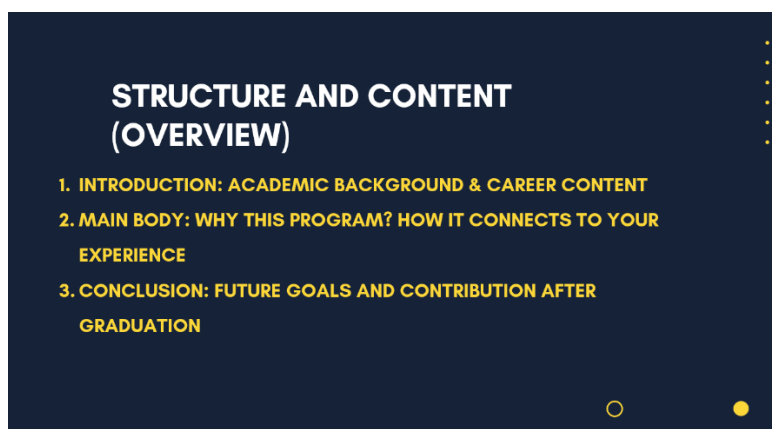 STRUCTURE AND CONTENT
(OVERVIEW)
1. INTRODUCTION: ACADEMIC BACKGROUND & CAREER CONTENT
2. MAIN BODY: WHY THIS PROGRAM? HOW IT CONNECTS TO YOUR
EXPERIENCE
3. CONCLUSION: FUTURE GOALS AND CONTRIBUTION AFTER
GRADUATION